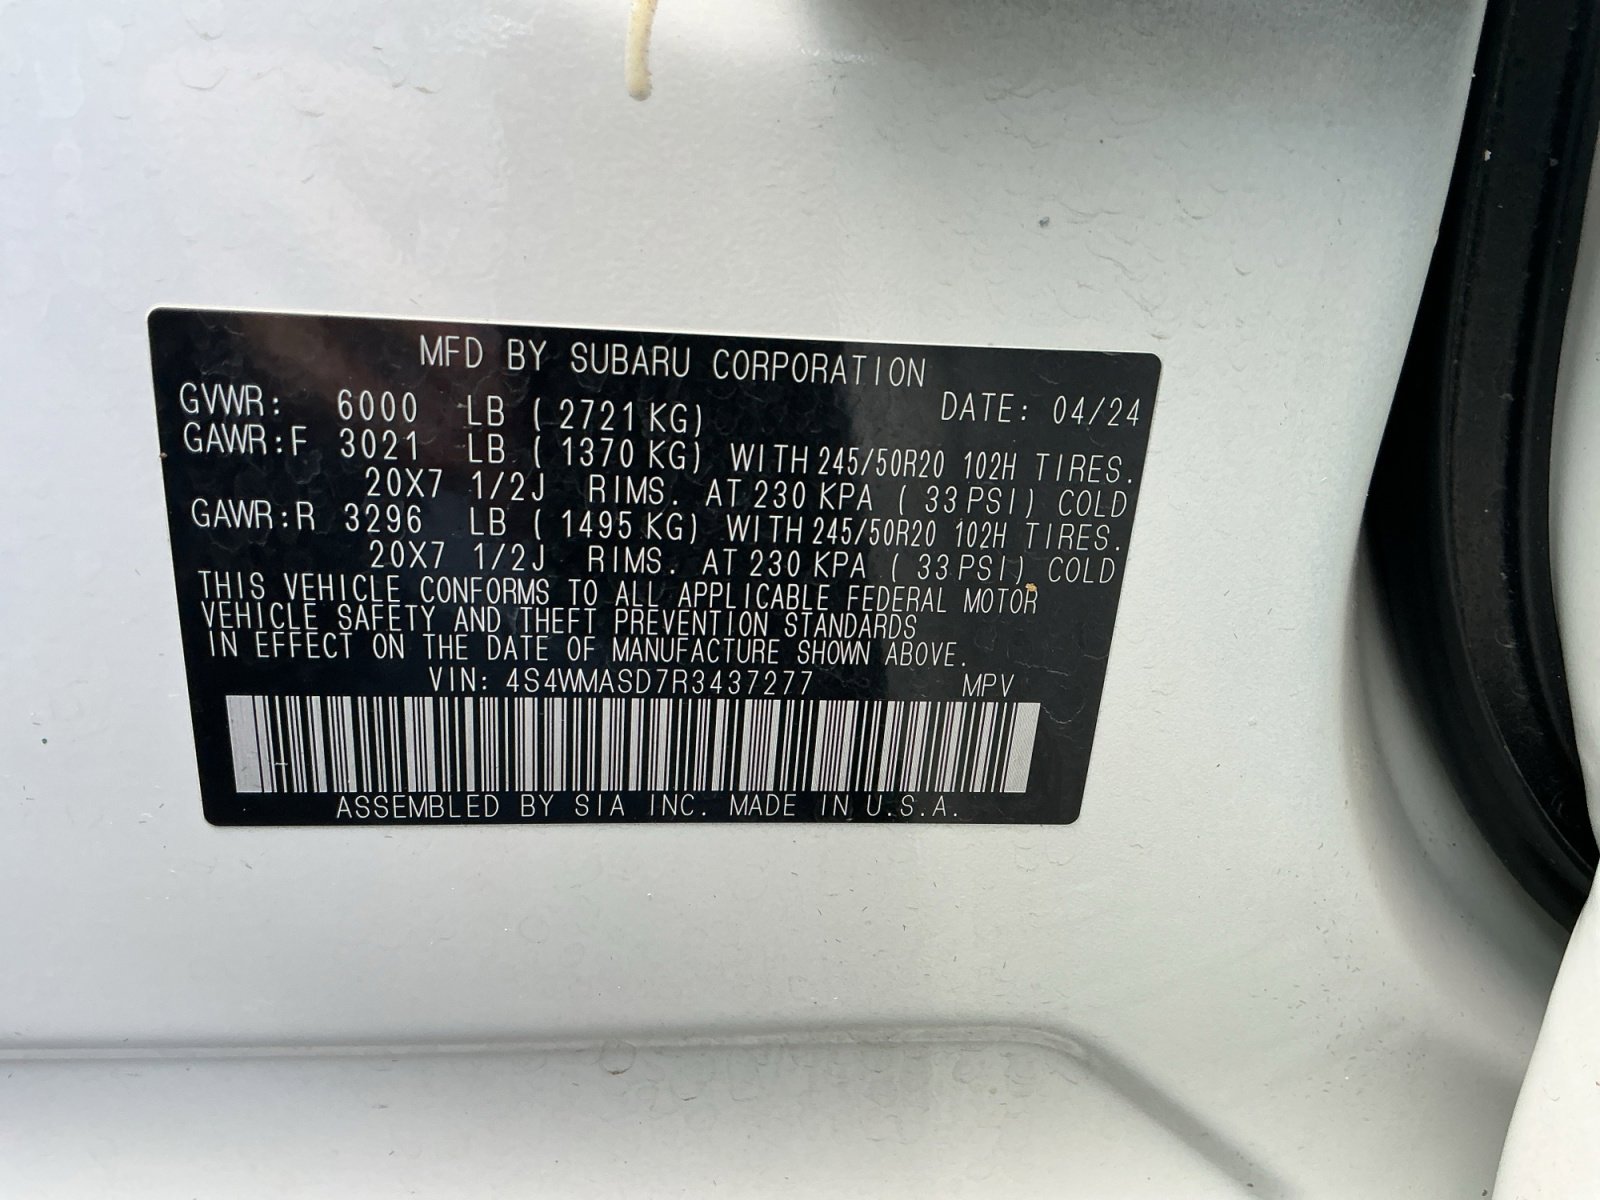 MFD BY SUBARU CORPORATION
GVWR: 6000 LB ( 2721 KG) DATE: 04/24
GAWR:F 3021 LB ( 1370 KG) WITH 245/50R20 102H TIRES.
20X7 1/2J RIMS. AT 230 KPA ( 33 PSI) COLD
GAWR:R 3296 LB ( 1495 KG) WITH 245/50R20 102H TIRES.
20X7 1/2J RIMS. AT 230 KPA ( 33 PSI) COLD
THIS VEHICLE CONFORMS TO ALL APPLICABLE FEDERAL MOTOR
VEHICLE SAFETY AND THEFT PREVENTION STANDARDS
IN EFFECT ON THE DATE OF MANUFACTURE SHOWN ABOVE.
VIN: 4S4WMASD7R3437277 MPV
ASSEMBLED BY SIA INC. MADE IN U.S.A.